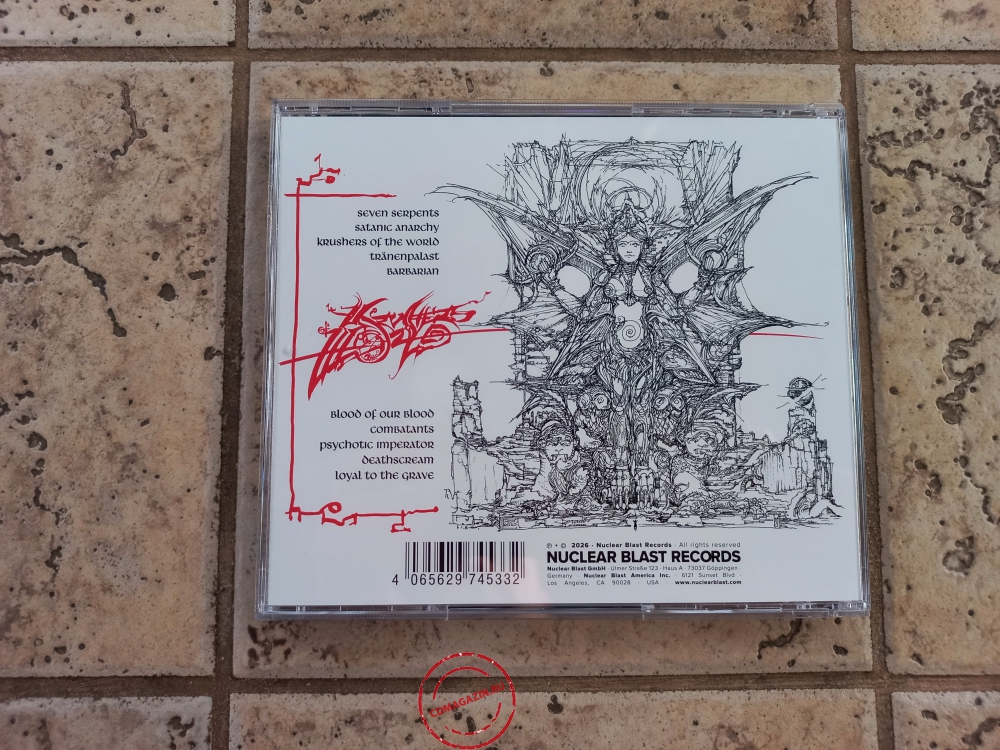 seven serpents
satanic anarchy
krushers of the world
tränenpalast
barbarian
blood of our blood
combatants
psychotic imperator
deathscream
loyal to the grave
4 065629 745332
℗ + © 2026 · Nuclear Blast Records · All rights reserved
NUCLEAR BLAST RECORDS
Nuclear Blast GmbH · Ulmer Straße 123 · Haus A · 73037 Göppingen
Germany · Nuclear Blast America Inc. · 6121 Sunset Blvd
Los Angeles, CA 90028 USA www.nuclearblast.com